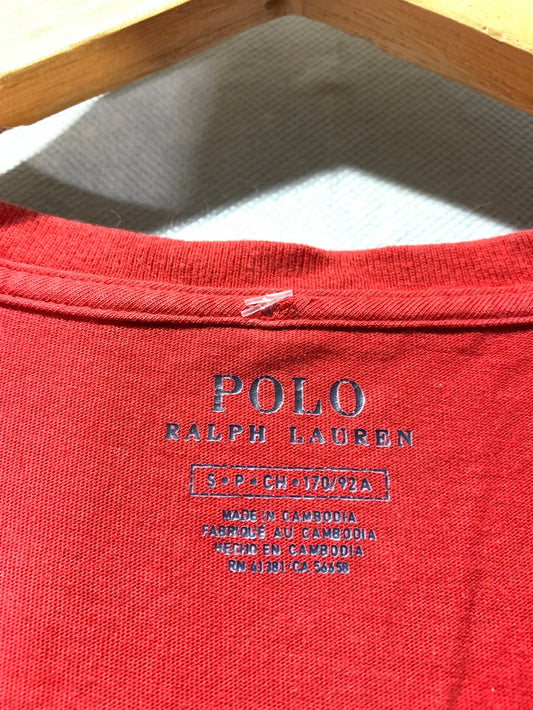 POLO
RALPH LAUREN
S • P • CH • 170/92A
MADE IN CAMBODIA
FABRIQUÉ AU CAMBODIA
HECHO EN CAMBODIA
RN 41381/CA 56658